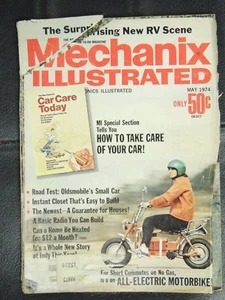 The Surprising New RV Scene
Mechanix
ILLUSTRATED
MAY 1974
ONLY 50¢
Car Care
Today
MI Special Section
Tells You
HOW TO TAKE CARE
OF YOUR CAR!
• Road Test: Oldsmobile's Small Car
• Instant Closet That's Easy to Build
• The Newest—A Guarantee for Houses!
• A Basic Radio You Can Build
Can a Home Be Heated
for $12 a Month?
It's a Whole New Story
at Indy This Year!
For Short Commutes on No Gas,
ALL-ELECTRIC MOTORBIKE